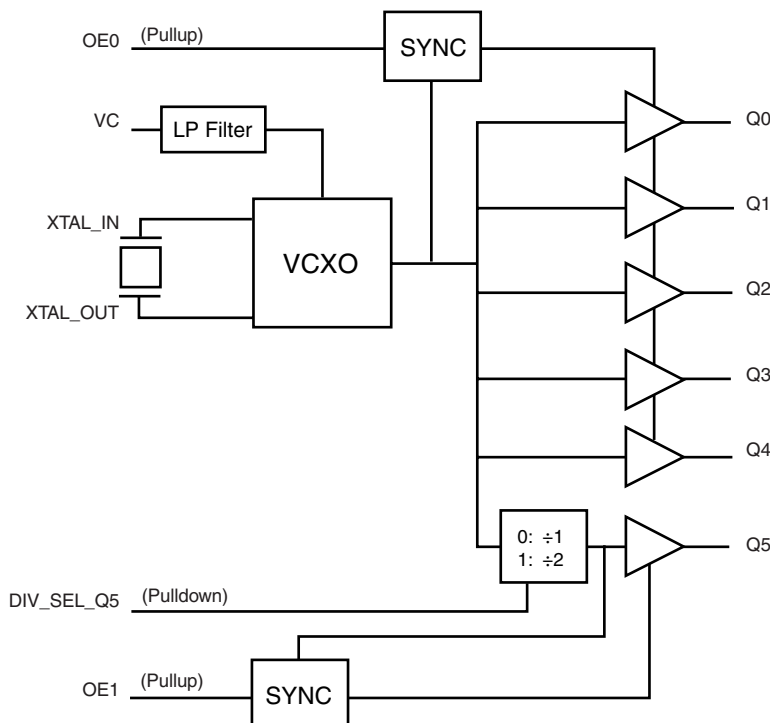 OE0 (Pullup)
SYNC
VC
LP Filter
Q0
XTAL_IN
Q1
VCXO
Q2
XTAL_OUT
Q3
Q4
0: ÷1
1: ÷2
Q5
DIV_SEL_Q5 (Pulldown)
OE1 (Pullup)
SYNC